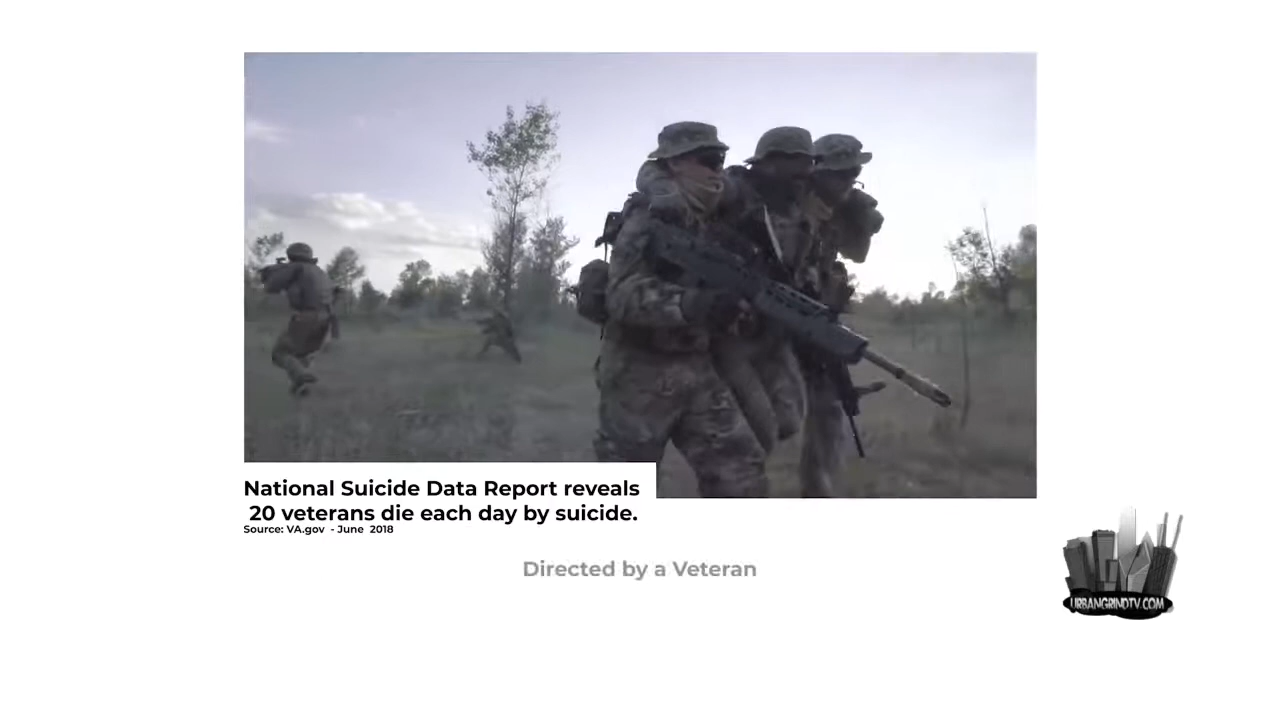 National Suicide Data Report reveals
20 veterans die each day by suicide.
Source: VA.gov - June 2018
Directed by a Veteran
URBANGRINDTV.COM